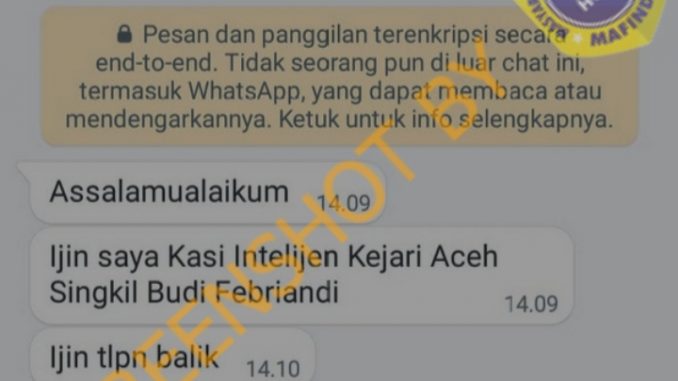 Pesan dan panggilan terenkripsi secara
end-to-end. Tidak seorang pun di luar chat ini,
termasuk WhatsApp, yang dapat membaca atau
mendengarkannya. Ketuk untuk info selengkapnya.
Assalamualaikum 14.09
Ijin saya Kasi Intelijen Kejari Aceh
Singkil Budi Febriandi
14.09
Ijin tlpn balik 14.10
REENSHOT BY
MAFIND